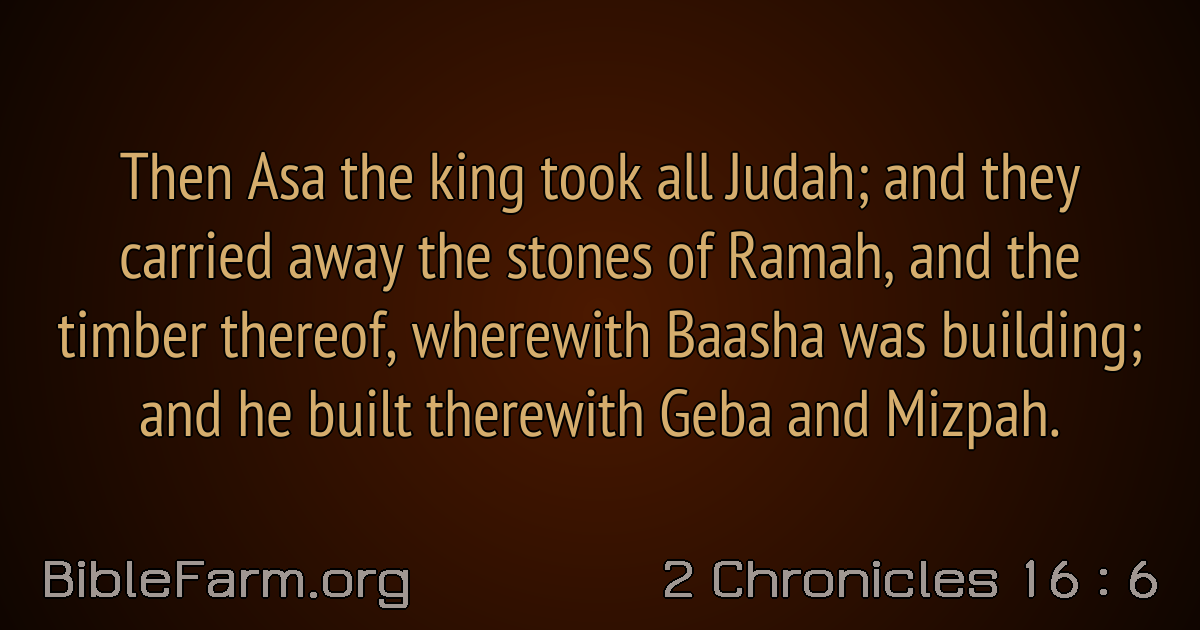 Then Asa the king took all Judah; and they
carried away the stones of Ramah, and the
timber thereof, wherewith Baasha was building;
and he built therewith Geba and Mizpah.
BibleFarm.org
2 Chronicles 16 : 6